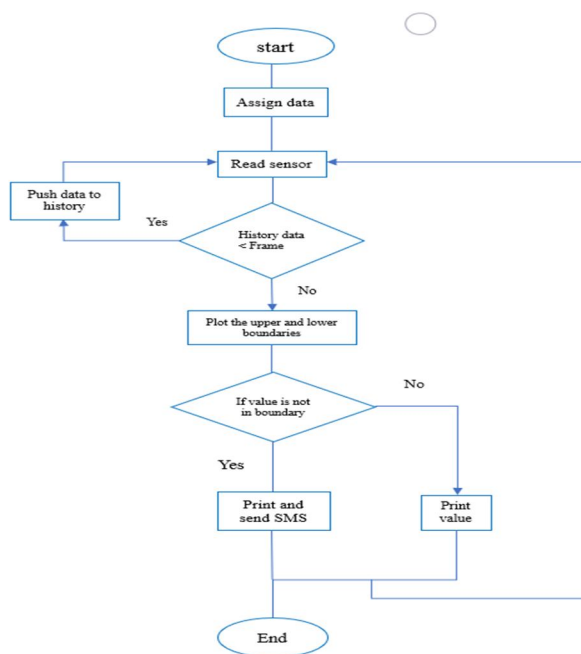 start
Assign data
Read sensor
Push data to
history
Yes
History data
< Frame
No
Plot the upper and lower
boundaries
No
If value is not
in boundary
Yes
Print and
send SMS
Print
value
End